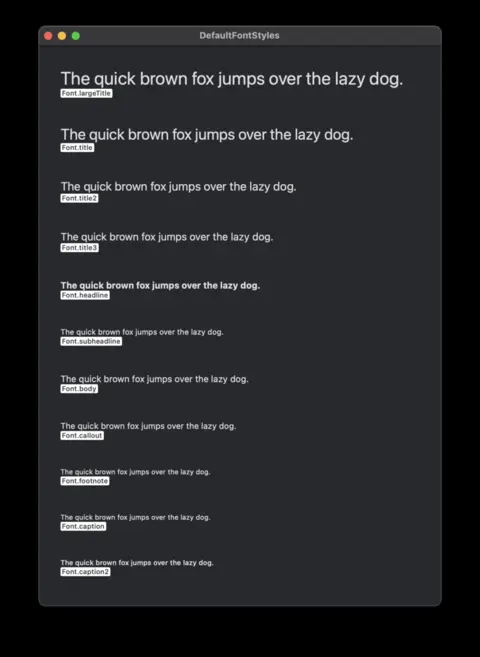 DefaultFontStyles
The quick brown fox jumps over the lazy dog.
Font.largeTitle
The quick brown fox jumps over the lazy dog.
Font.title
The quick brown fox jumps over the lazy dog.
Font.title2
The quick brown fox jumps over the lazy dog.
Font.title3
The quick brown fox jumps over the lazy dog.
Font.headline
The quick brown fox jumps over the lazy dog.
Font.subheadline
The quick brown fox jumps over the lazy dog.
Font.body
The quick brown fox jumps over the lazy dog.
Font.callout
The quick brown fox jumps over the lazy dog.
Font.footnote
The quick brown fox jumps over the lazy dog.
Font.caption
The quick brown fox jumps over the lazy dog.
Font.caption2